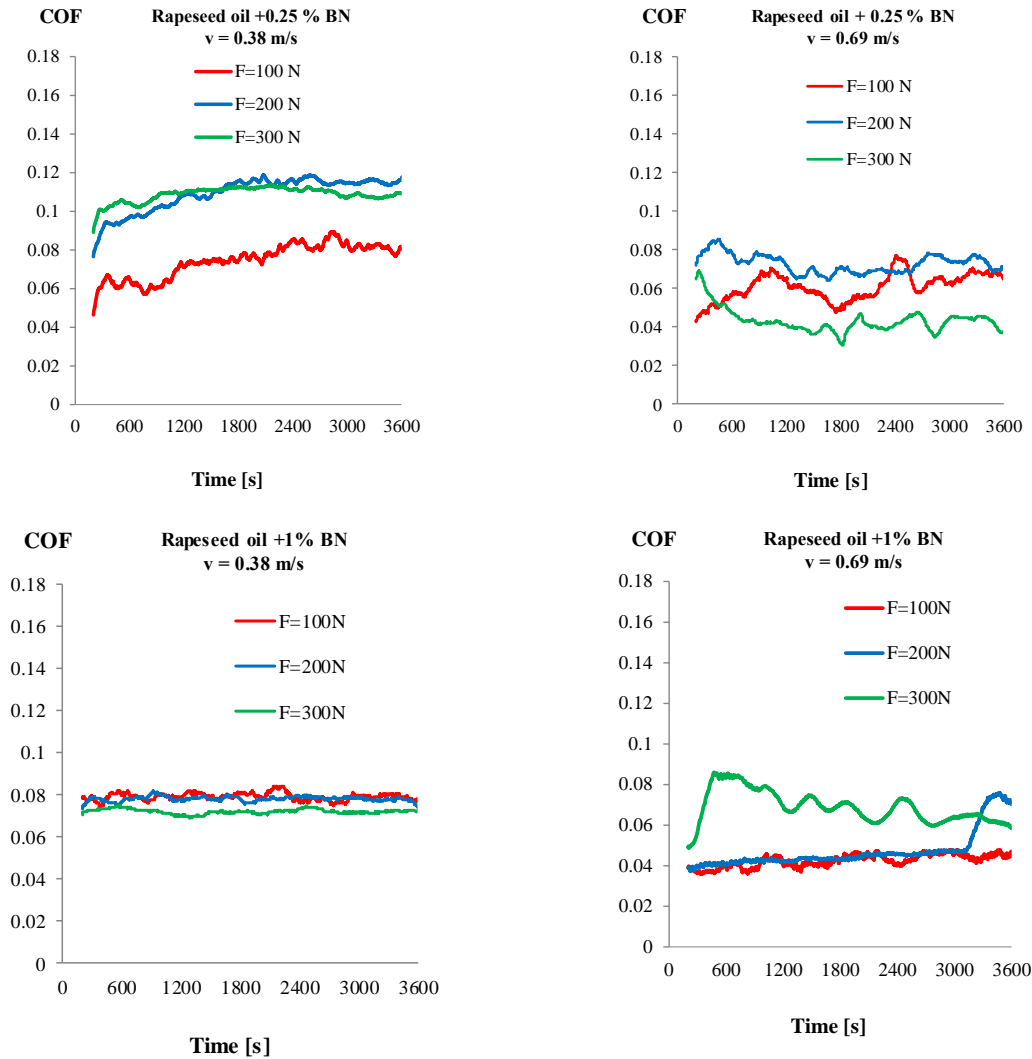 COF
Rapeseed oil +0.25 % BN
v = 0.38 m/s
0.18
0.16
0.14
0.12
0.1
0.08
0.06
0.04
0.02
0
F=100 N
F=200 N
F=300 N
0 600 1200 1800 2400 3000 3600
Time [s]
COF
Rapeseed oil + 0.25 % BN
v = 0.69 m/s
0.18
0.16
0.14
0.12
0.1
0.08
0.06
0.04
0.02
0
F=100 N
F=200 N
F=300 N
0 600 1200 1800 2400 3000 3600
Time [s]
COF
Rapeseed oil +1% BN
v = 0.38 m/s
0.18
0.16
0.14
0.12
0.1
0.08
0.06
0.04
0.02
0
F=100N
F=200N
F=300N
0 600 1200 1800 2400 3000 3600
Time [s]
COF
Rapeseed oil +1% BN
v = 0.69 m/s
0.18
0.16
0.14
0.12
0.1
0.08
0.06
0.04
0.02
0
F=100N
F=200N
F=300N
0 600 1200 1800 2400 3000 3600
Time [s]